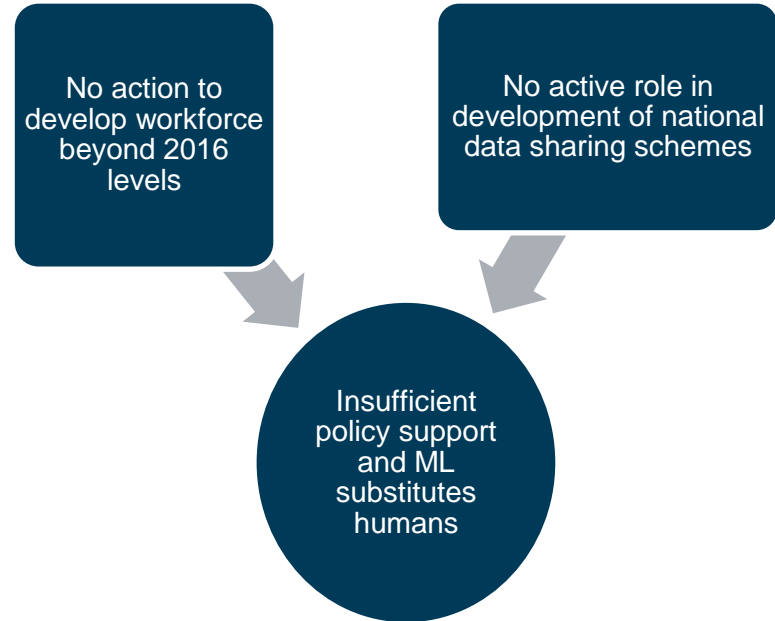 No action to
develop workforce
beyond 2016
levels
No active role in
development of national
data sharing schemes
Insufficient
policy support
and ML
substitutes
humans